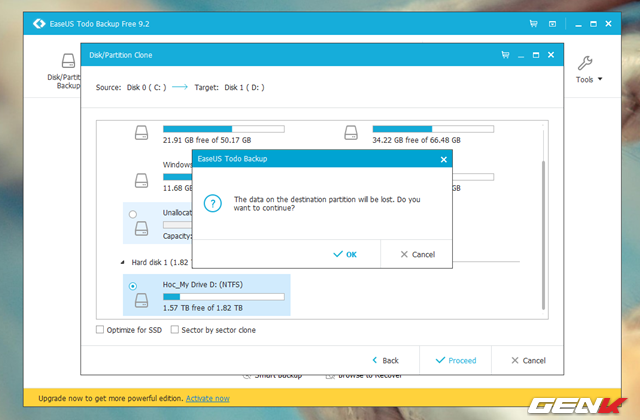 EaseUS Todo Backup Free 9.2
Disk/Partition Clone
Disk/Partit
Backup
Tools
Source: Disk 0 ( C: ) Target: Disk 1 ( D: )
21.91 GB free of 50.17 GB
34.22 GB free of 66.48 GB
EaseUS Todo Backup
Windows
11.68 GB
The data on the destination partition will be lost. Do you
want to continue?
Unallocat
Capacity:
OK
Cancel
Hard disk 1 (1.82
Hoc_My Drive D: (NTFS)
1.57 TB free of 1.82 TB
Optimize for SSD
Sector by sector clone
Back
Proceed
Cancel
Smart Backup
Browse to Recover
Upgrade now to get more powerful edition. Activate now
GENK